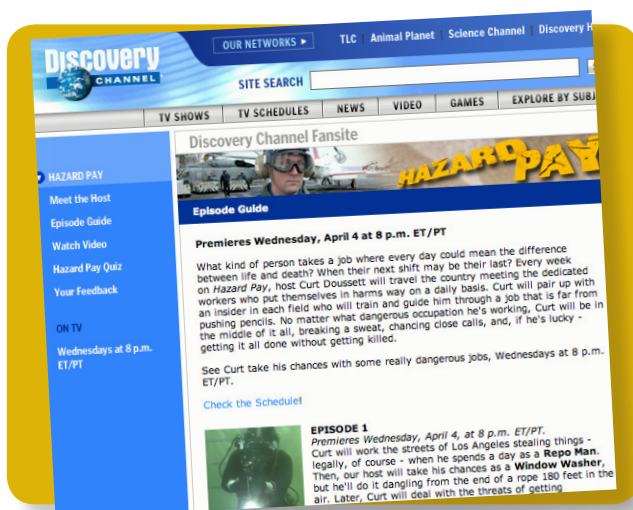 Discovery
CHANNEL
OUR NETWORKS
TLC Animal Planet Science Channel Discovery H
SITE SEARCH
TV SHOWS TV SCHEDULES NEWS VIDEO GAMES EXPLORE BY SUBJ
Discovery Channel Fansite
HAZARD PAY
Episode Guide
HAZARD PAY
Meet the Host
Episode Guide
Watch Video
Hazard Pay Quiz
Your Feedback
ON TV
Wednesdays at 8 p.m.
ET/PT
Premieres Wednesday, April 4 at 8 p.m. ET/PT
What kind of person takes a job where every day could mean the difference
between life and death? When their next shift may be their last? Every week
on Hazard Pay, host Curt Doussett will travel the country meeting the dedicated
workers who put themselves in harms way on a daily basis. Curt will pair up with
an insider in each field who will train and guide him through a job that is far from
pushing pencils. No matter what dangerous occupation he's working, Curt will be
in the middle of it all, breaking a sweat, chancing close calls, and, if he's lucky -
getting it all done without getting killed.
See Curt take his chances with some really dangerous jobs, Wednesdays at 8 p.m.
ET/PT.
Check the Schedule!
EPISODE 1
Premieres Wednesday, April 4, at 8 p.m. ET/PT.
Curt will work the streets of Los Angeles stealing things -
legally, of course - when he spends a day as a Repo Man.
Then, our host will take his chances as a Window Washer,
but he'll do it dangling from the end of a rope 180 feet in the
air. Later, Curt will deal with the threats of getting